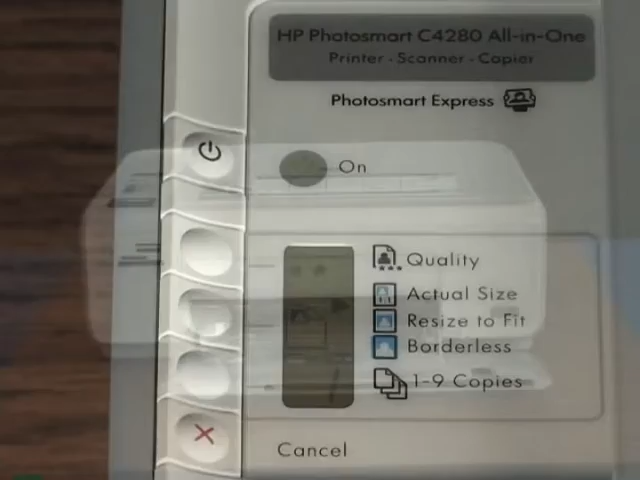 HP Photosmart C4280 All-in-One
Printer - Scanner - Copier
Photosmart Express
On
Quality
Actual Size
Resize to Fit
Borderless
1-9 Copies
Cancel